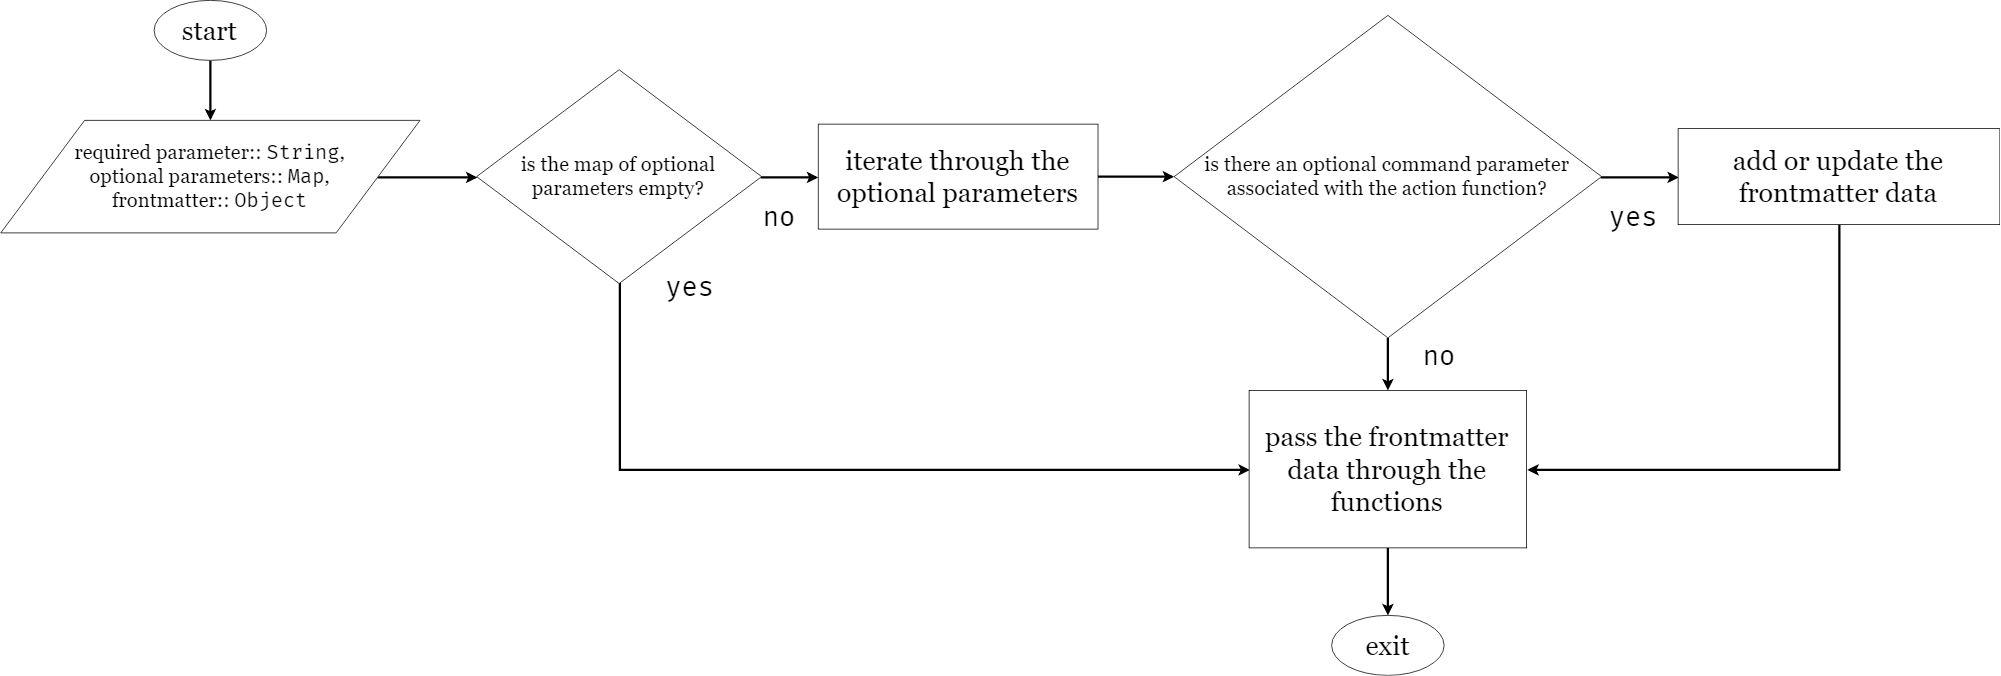 start
required parameter:: String,
optional parameters:: Map,
frontmatter:: Object
is the map of optional
parameters empty?
no
yes
iterate through the
optional parameters
is there an optional command parameter
associated with the action function?
yes
no
add or update the
frontmatter data
pass the frontmatter
data through the
functions
exit